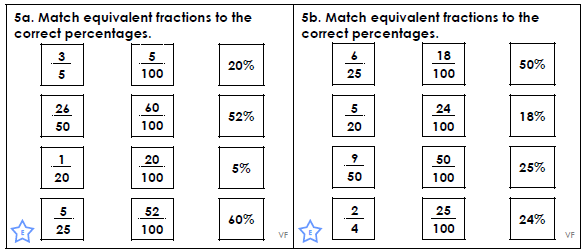 5a. Match equivalent fractions to the
correct percentages.
3/5 5/100 20%
26/50 60/100 52%
1/20 20/100 5%
5/25 52/100 60%
E VF
5b. Match equivalent fractions to the
correct percentages.
6/25 18/100 50%
5/20 24/100 18%
9/50 50/100 25%
2/4 25/100 24%
E VF